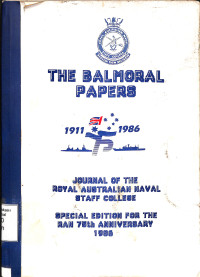 THE BALMORAL
PAPERS
1911 1986
JOURNAL OF THE
ROYAL AUSTRALIAN NAVAL
STAFF COLLEGE
SPECIAL EDITION FOR THE
RAN 75th ANNIVERSARY
1986